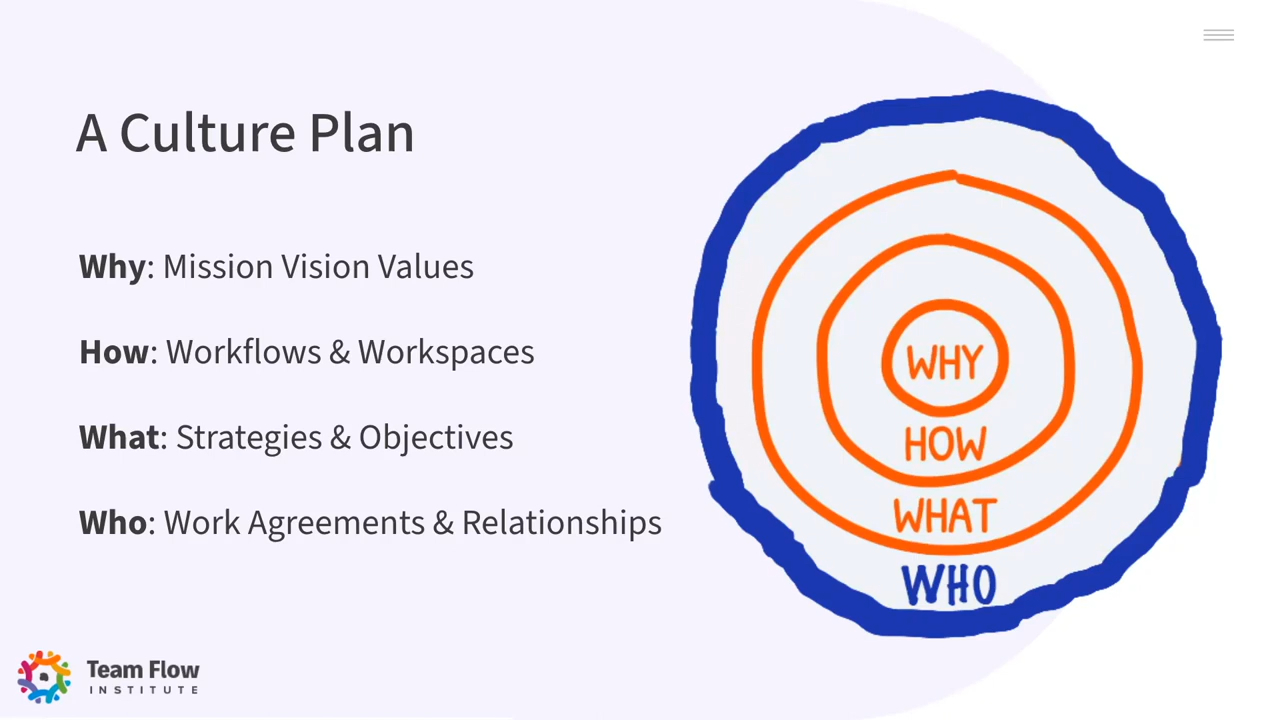 A Culture Plan
Why: Mission Vision Values
How: Workflows & Workspaces
What: Strategies & Objectives
Who: Work Agreements & Relationships
WHY
HOW
WHAT
WHO
Team Flow
INSTITUTE